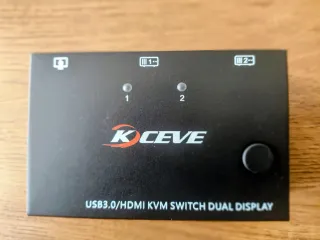 1
2
KCEVE
USB3.0/HDMI KVM SWITCH DUAL DISPLAY